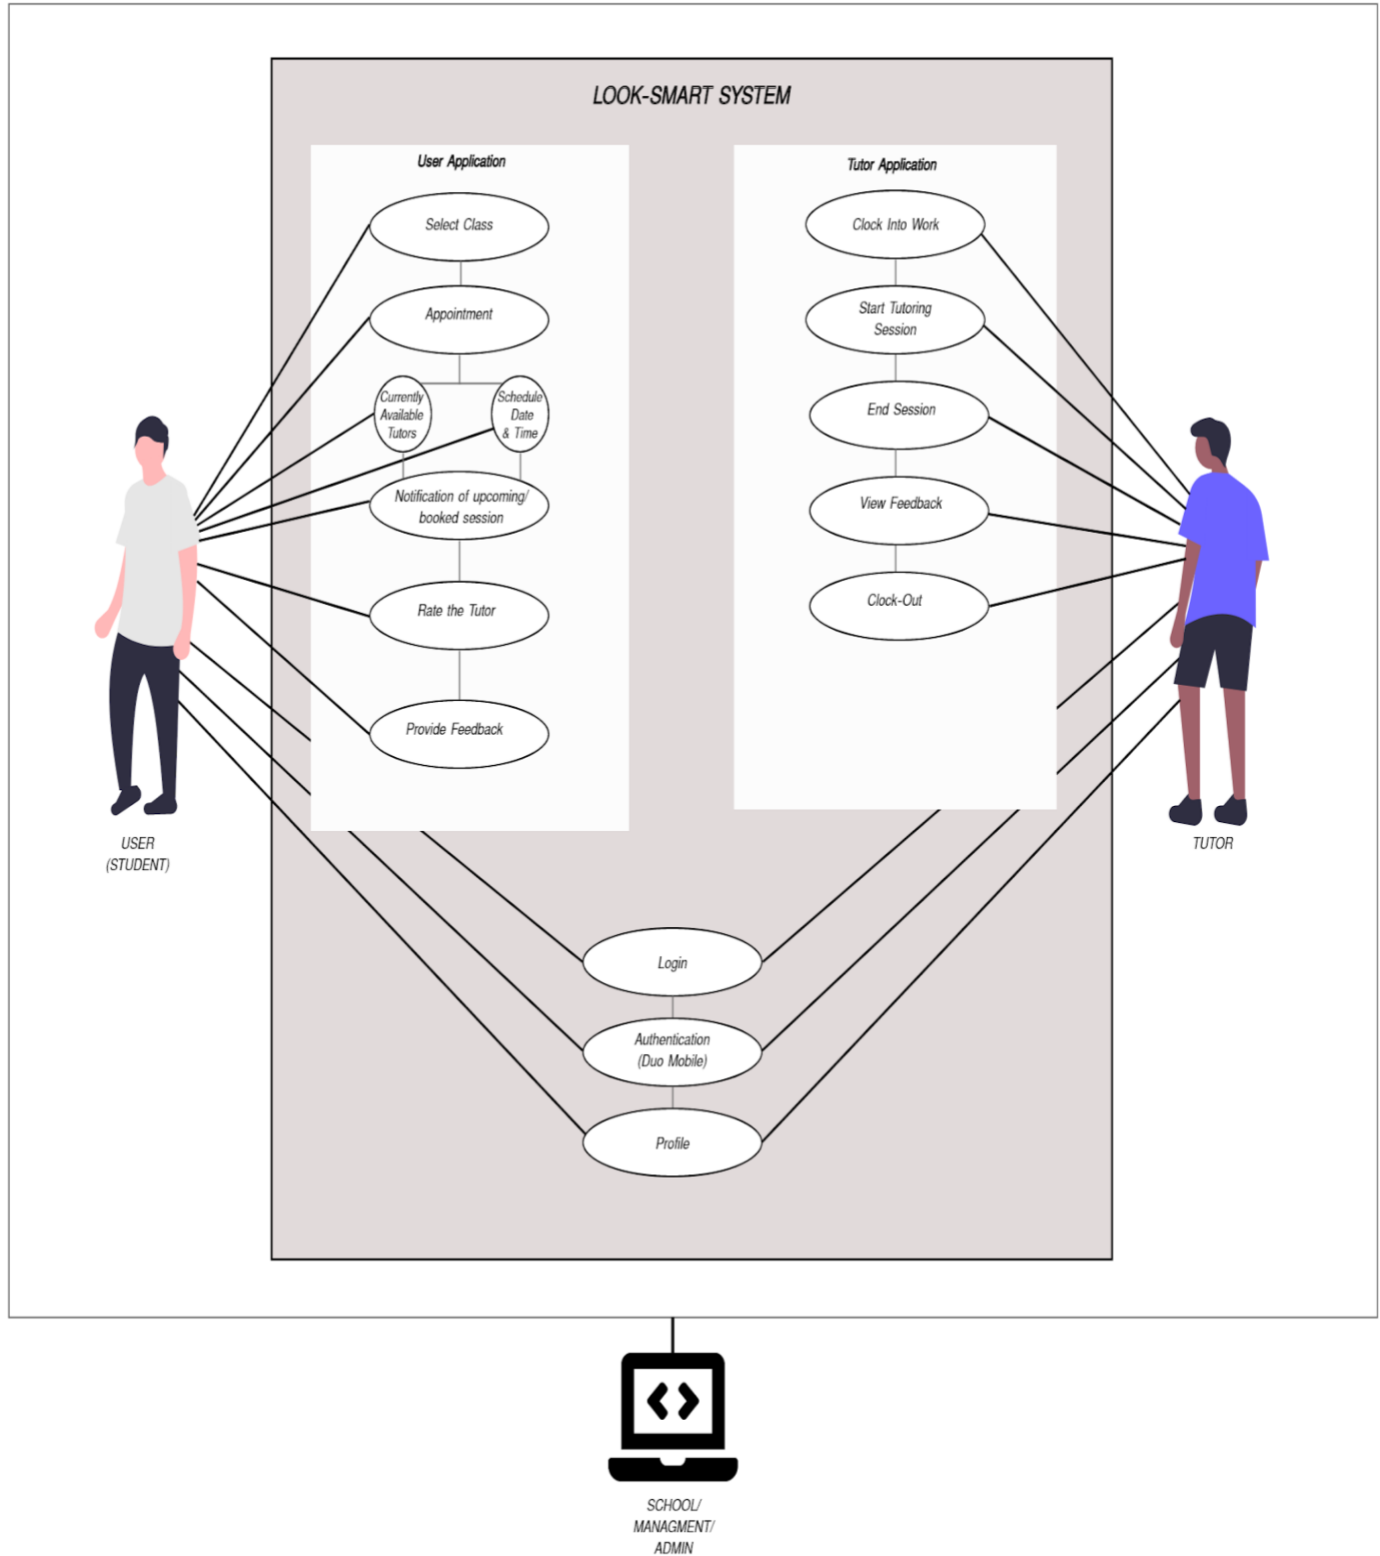 LOOK-SMART SYSTEM
User Application
Select Class
Appointment
Currently
Available
Tutors
Schedule
Date
& Time
Notification of upcoming/
booked session
Rate the Tutor
Provide Feedback
Tutor Application
Clock Into Work
Start Tutoring
Session
End Session
View Feedback
Clock-Out
USER
(STUDENT)
TUTOR
Login
Authentication
(Duo Mobile)
Profile
SCHOOL/
MANAGMENT/
ADMIN